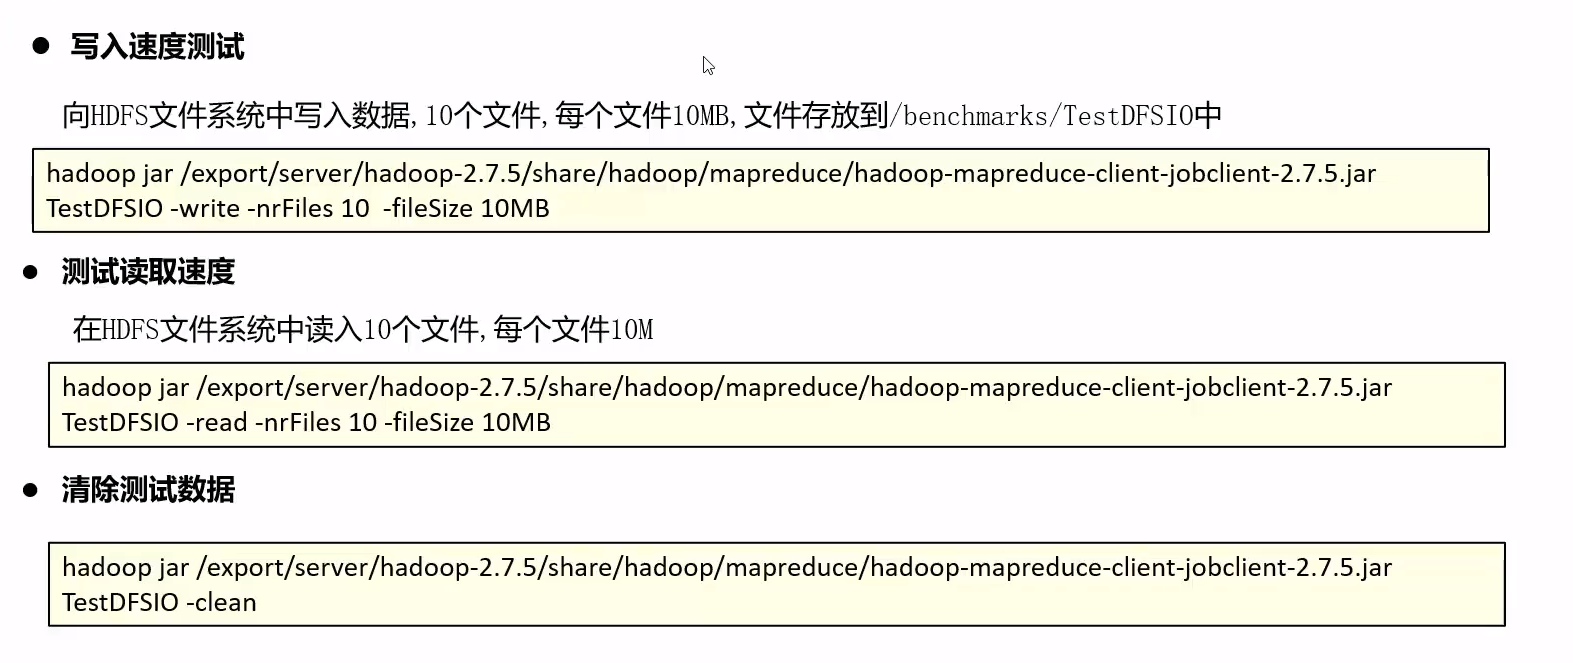 ● 写入速度测试
向HDFS文件系统中写入数据,10个文件,每个文件10MB,文件存放到/benchmarks/TestDFSIO中
hadoop jar /export/server/hadoop-2.7.5/share/hadoop/mapreduce/hadoop-mapreduce-client-jobclient-2.7.5.jar
TestDFSIO -write -nrFiles 10  -fileSize 10MB
● 测试读取速度
在HDFS文件系统中读入10个文件,每个文件10M
hadoop jar /export/server/hadoop-2.7.5/share/hadoop/mapreduce/hadoop-mapreduce-client-jobclient-2.7.5.jar
TestDFSIO -read -nrFiles 10 -fileSize 10MB
● 清除测试数据
hadoop jar /export/server/hadoop-2.7.5/share/hadoop/mapreduce/hadoop-mapreduce-client-jobclient-2.7.5.jar
TestDFSIO -clean